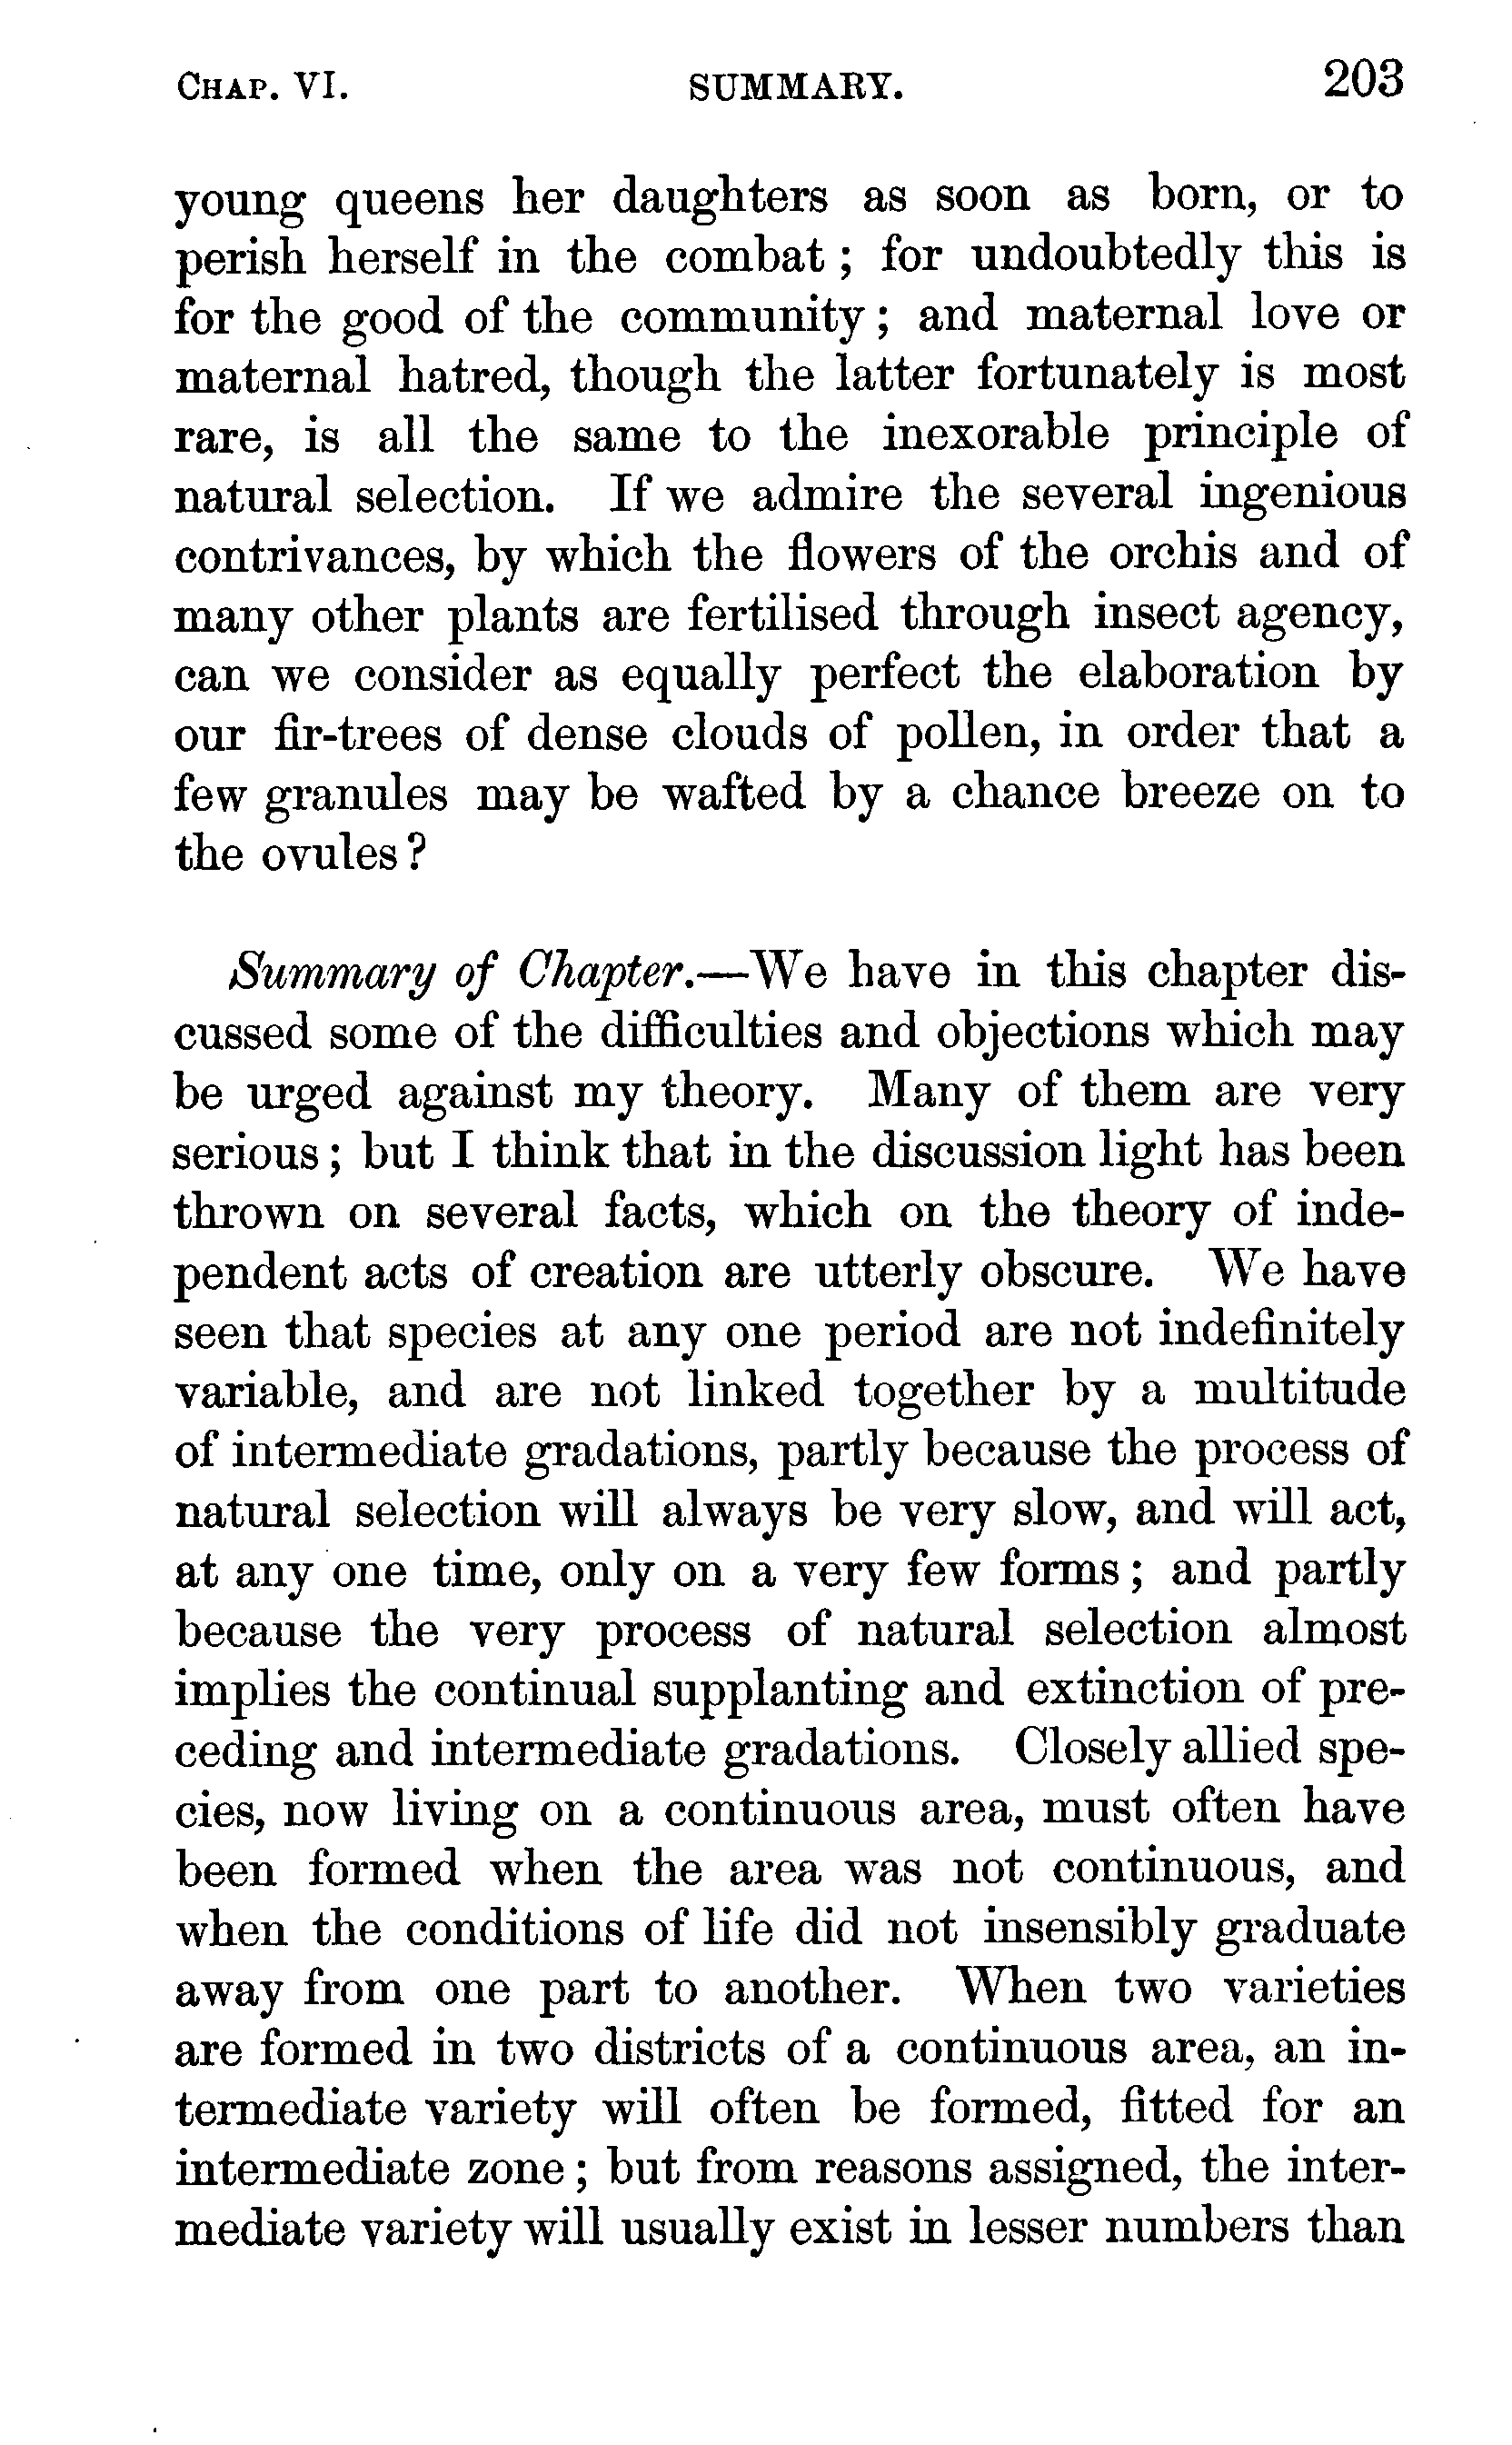 CHAP. VI. SUMMARY. 203
young queens her daughters as soon as born, or to
perish herself in the combat; for undoubtedly this is
for the good of the community; and maternal love or
maternal hatred, though the latter fortunately is most
rare, is all the same to the inexorable principle of
natural selection. If we admire the several ingenious
contrivances, by which the flowers of the orchis and of
many other plants are fertilised through insect agency,
can we consider as equally perfect the elaboration by
our fir-trees of dense clouds of pollen, in order that a
few granules may be wafted by a chance breeze on to
the ovules?
Summary of Chapter.—We have in this chapter dis-
cussed some of the difficulties and objections which may
be urged against my theory. Many of them are very
serious; but I think that in the discussion light has been
thrown on several facts, which on the theory of inde-
pendent acts of creation are utterly obscure. We have
seen that species at any one period are not indefinitely
variable, and are not linked together by a multitude
of intermediate gradations, partly because the process of
natural selection will always be very slow, and will act,
at any one time, only on a very few forms; and partly
because the very process of natural selection almost
implies the continual supplanting and extinction of pre-
ceding and intermediate gradations. Closely allied spe-
cies, now living on a continuous area, must often have
been formed when the area was not continuous, and
when the conditions of life did not insensibly graduate
away from one part to another. When two varieties
are formed in two districts of a continuous area, an in-
termediate variety will often be formed, fitted for an
intermediate zone; but from reasons assigned, the inter-
mediate variety will usually exist in lesser numbers than